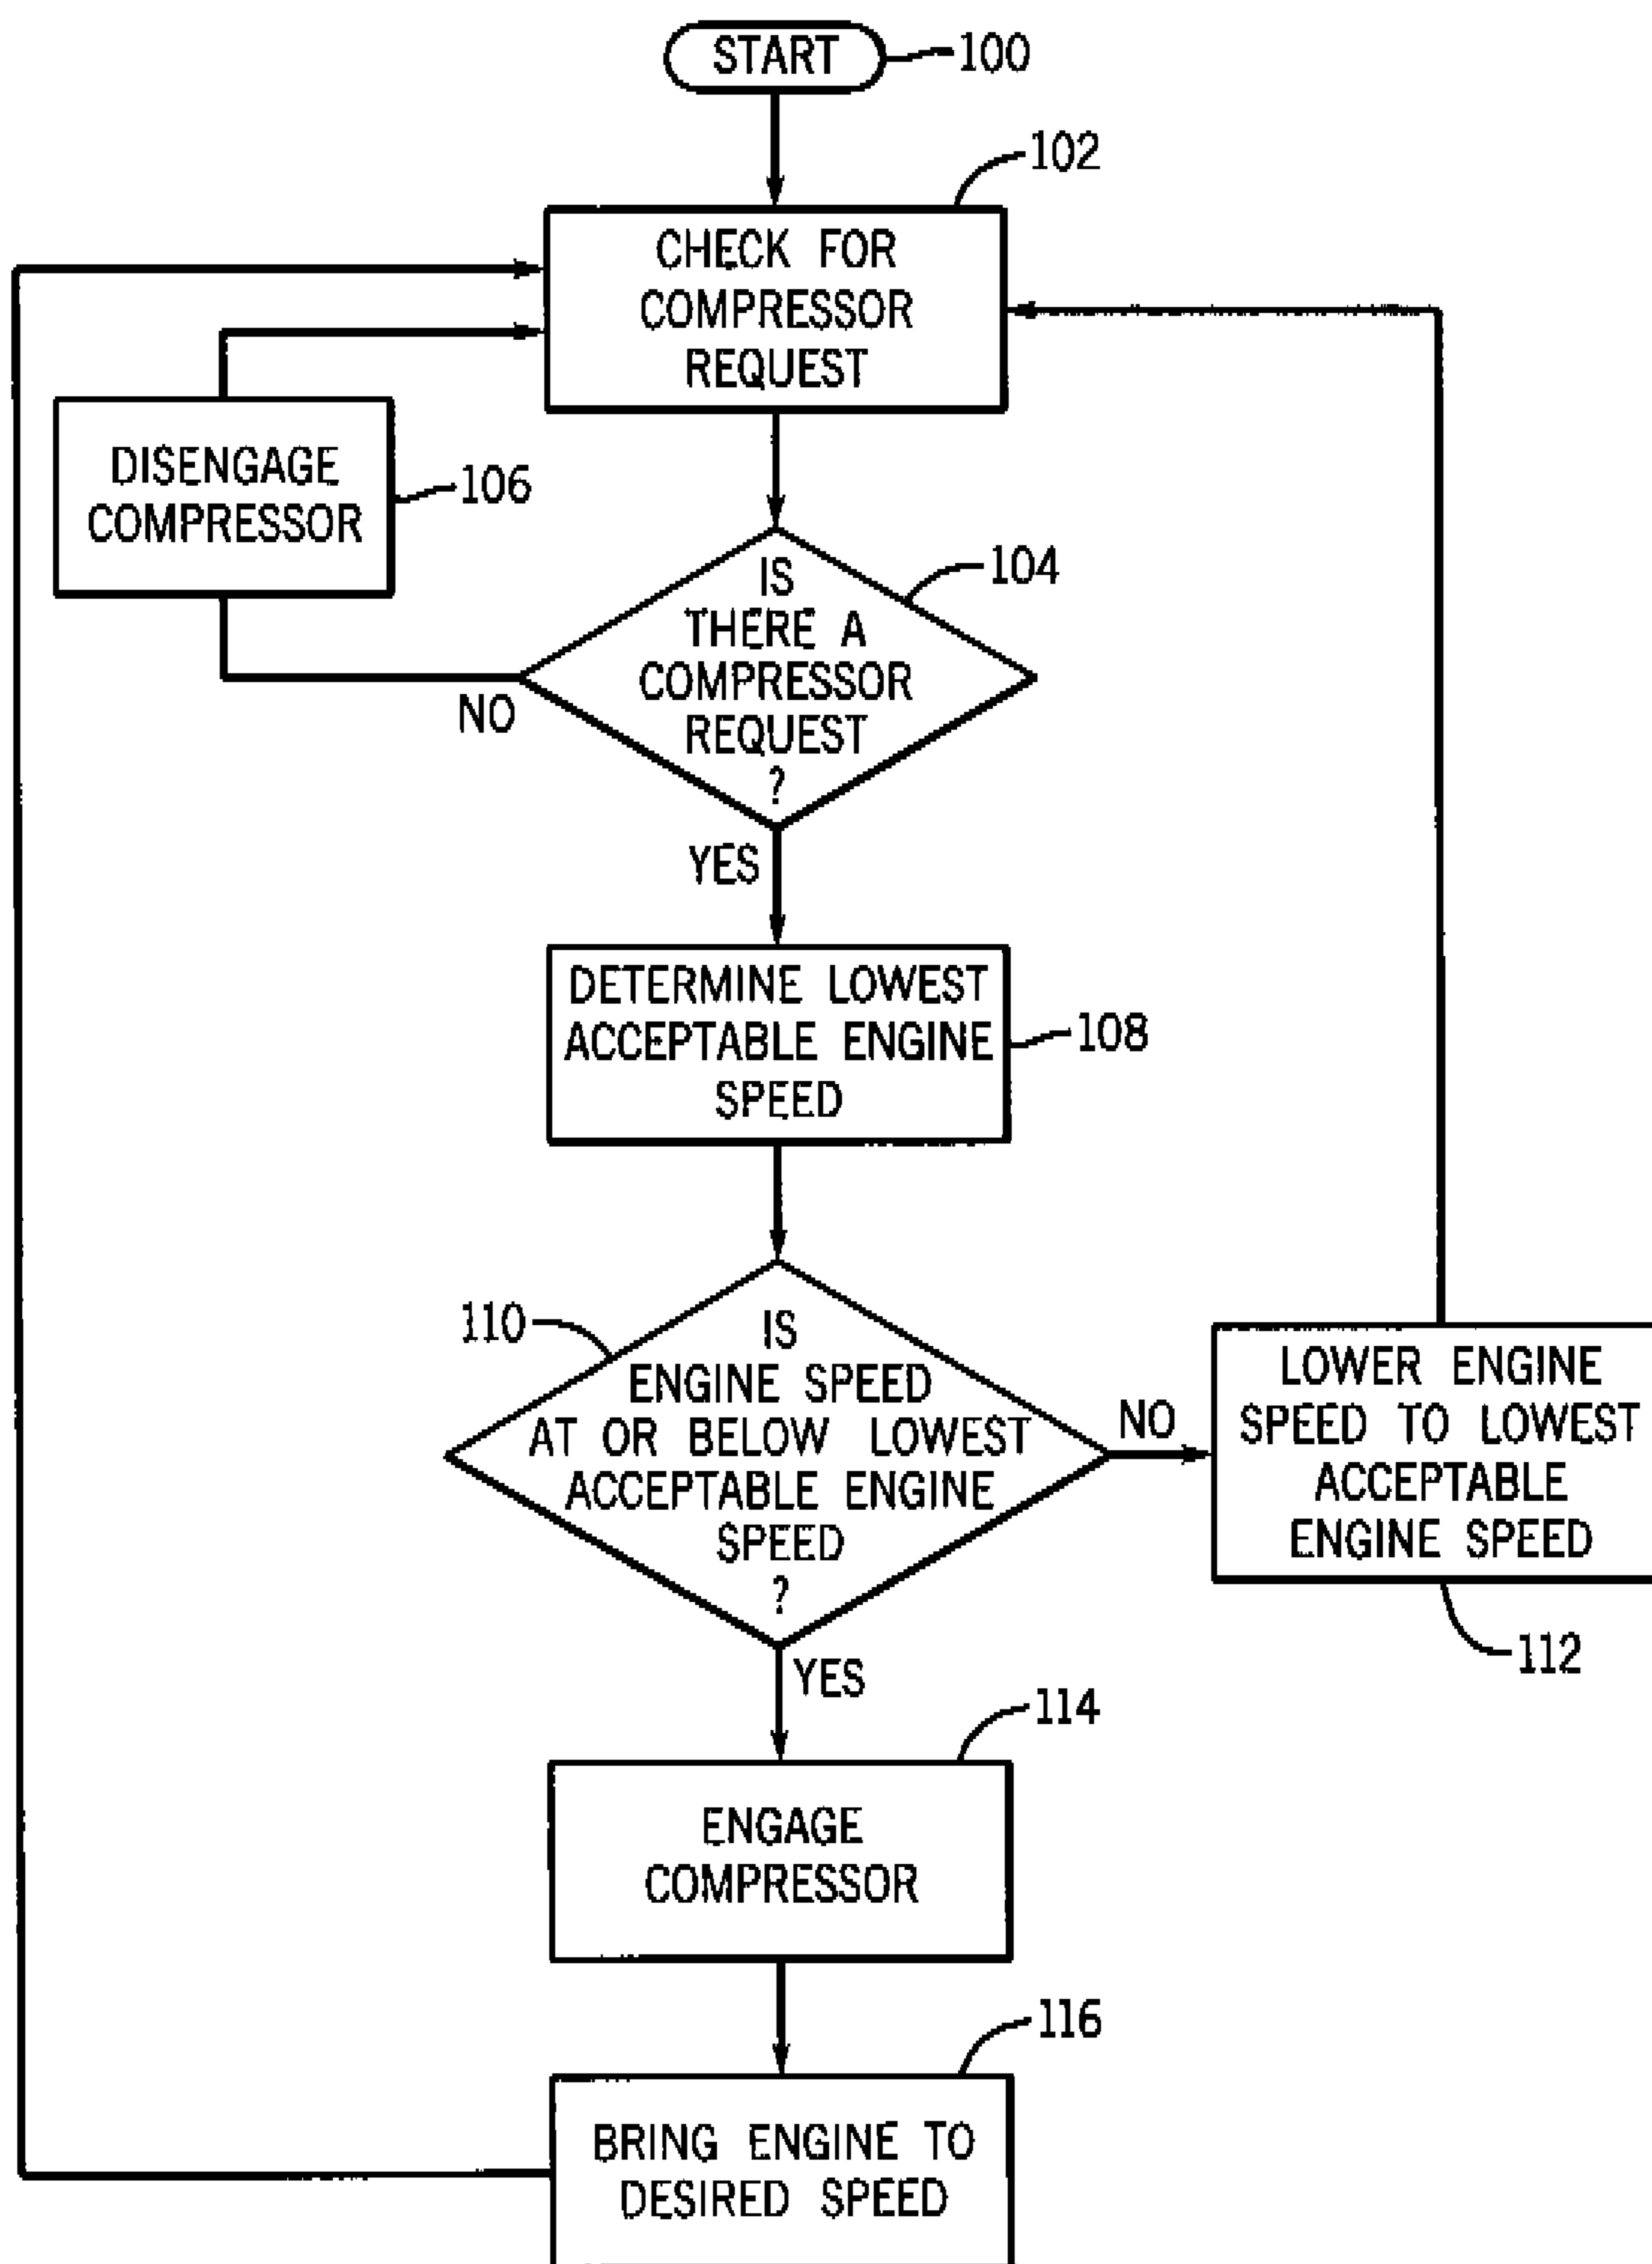 START
100
102
CHECK FOR
COMPRESSOR
REQUEST
DISENGAGE
COMPRESSOR
106
104
IS
THERE A
COMPRESSOR
REQUEST
?
NO
YES
DETERMINE LOWEST
ACCEPTABLE ENGINE
SPEED
108
110
IS
ENGINE SPEED
AT OR BELOW LOWEST
ACCEPTABLE ENGINE
SPEED
?
NO
LOWER ENGINE
SPEED TO LOWEST
ACCEPTABLE
ENGINE SPEED
112
YES
114
ENGAGE
COMPRESSOR
116
BRING ENGINE TO
DESIRED SPEED